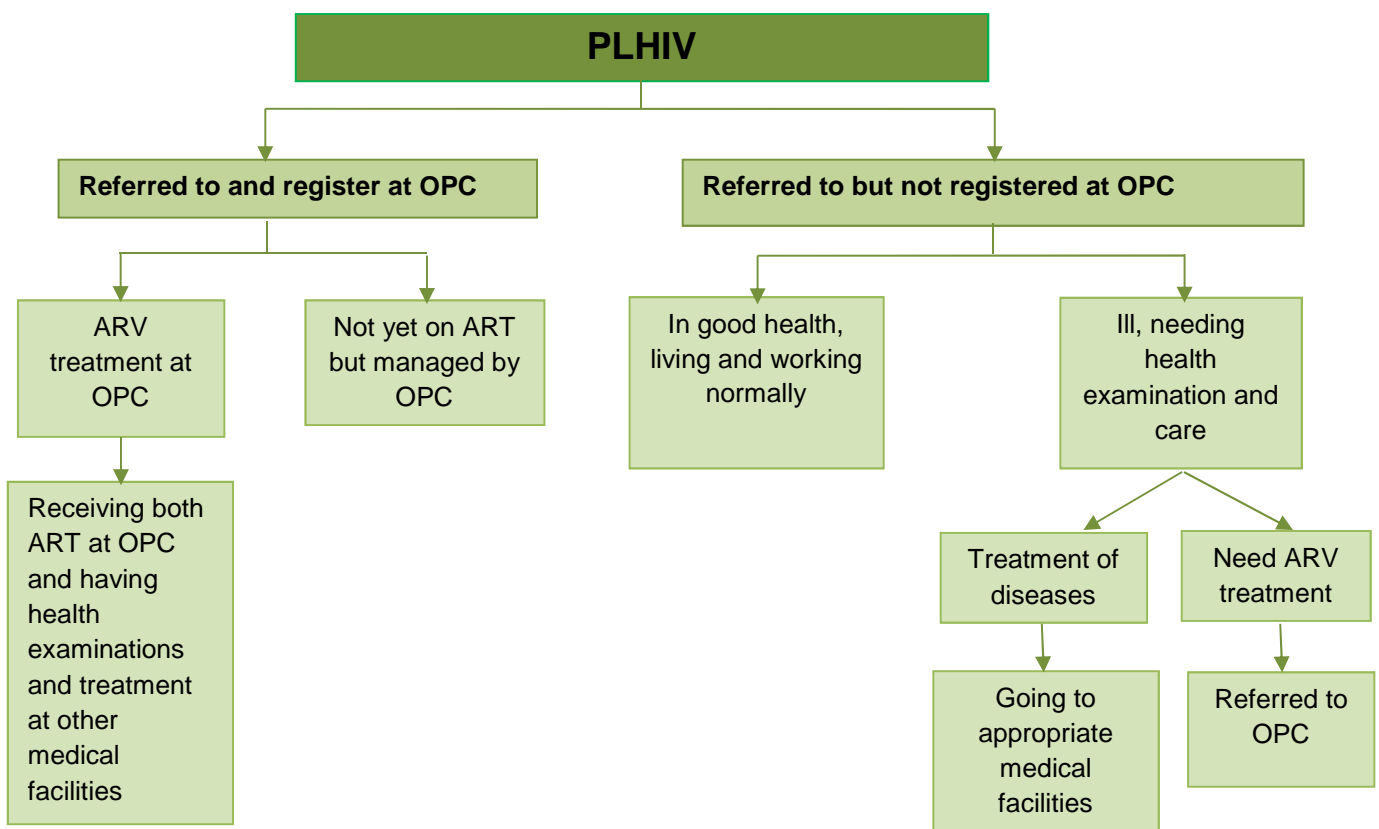 PLHIV
Referred to and register at OPC
Referred to but not registered at OPC
ARV
treatment at
OPC
Not yet on ART
but managed by
OPC
In good health,
living and working
normally
Ill, needing
health
examination and
care
Receiving both
ART at OPC
and having
health
examinations
and treatment
at other
medical
facilities
Treatment of
diseases
Need ARV
treatment
Going to
appropriate
medical
facilities
Referred to
OPC